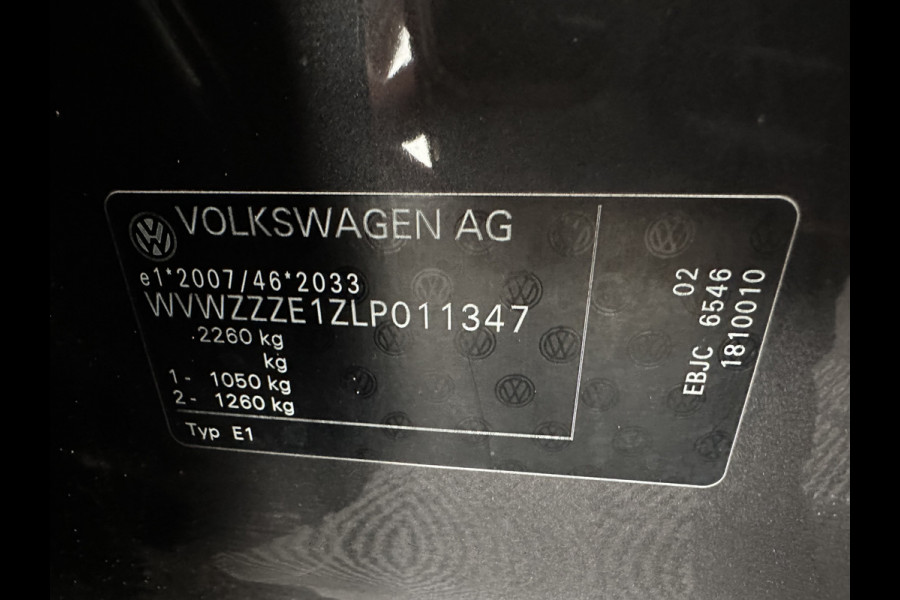 VOLKSWAGEN AG
e1*2007/46*2033
WVWZZZE1ZLP011347
2260 kg
kg
1- 1050 kg
2- 1260 kg
Typ E1
02
EBJC 6546
1810010